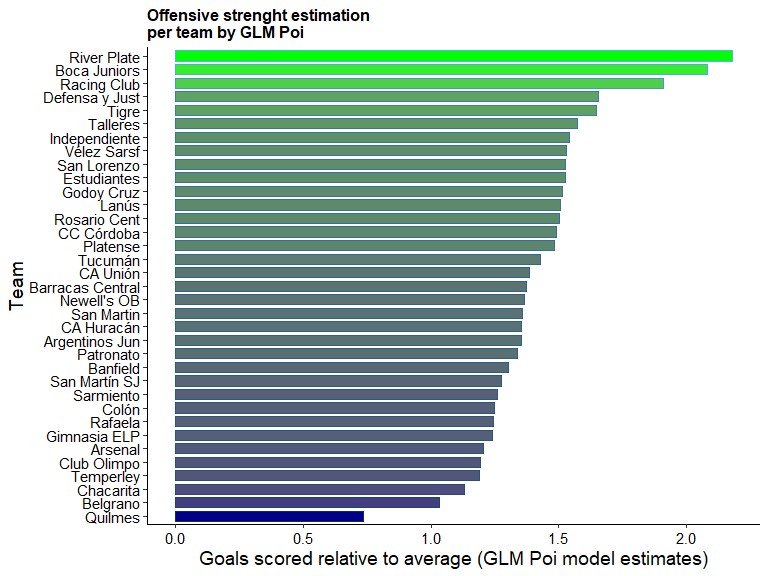 Offensive strenght estimation
per team by GLM Poi
River Plate
Boca Juniors
Racing Club
Defensa y Just
Tigre
Talleres
Independiente
Vélez Sarsf
San Lorenzo
Estudiantes
Godoy Cruz
Lanús
Rosario Cent
CC Córdoba
Platense
Tucumán
CA Unión
Barracas Central
Newell's OB
San Martin
CA Huracán
Argentinos Jun
Patronato
Banfield
San Martín SJ
Sarmiento
Colón
Rafaela
Gimnasia ELP
Arsenal
Club Olimpo
Temperley
Chacarita
Belgrano
Quilmes
Team
0.0 0.5 1.0 1.5 2.0
Goals scored relative to average (GLM Poi model estimates)